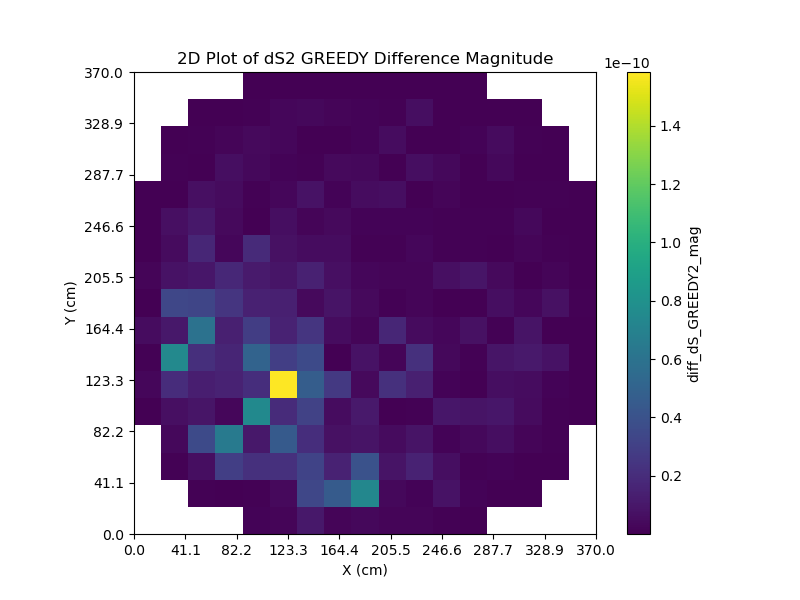 2D Plot of dS2 GREEDY Difference Magnitude
1e−10
370.0
328.9
287.7
246.6
205.5
164.4
123.3
82.2
41.1
0.0
Y (cm)
0.0 41.1 82.2 123.3 164.4 205.5 246.6 287.7 328.9 370.0
X (cm)
1.4
1.2
1.0
0.8
0.6
0.4
0.2
diff_dS_GREEDY2_mag